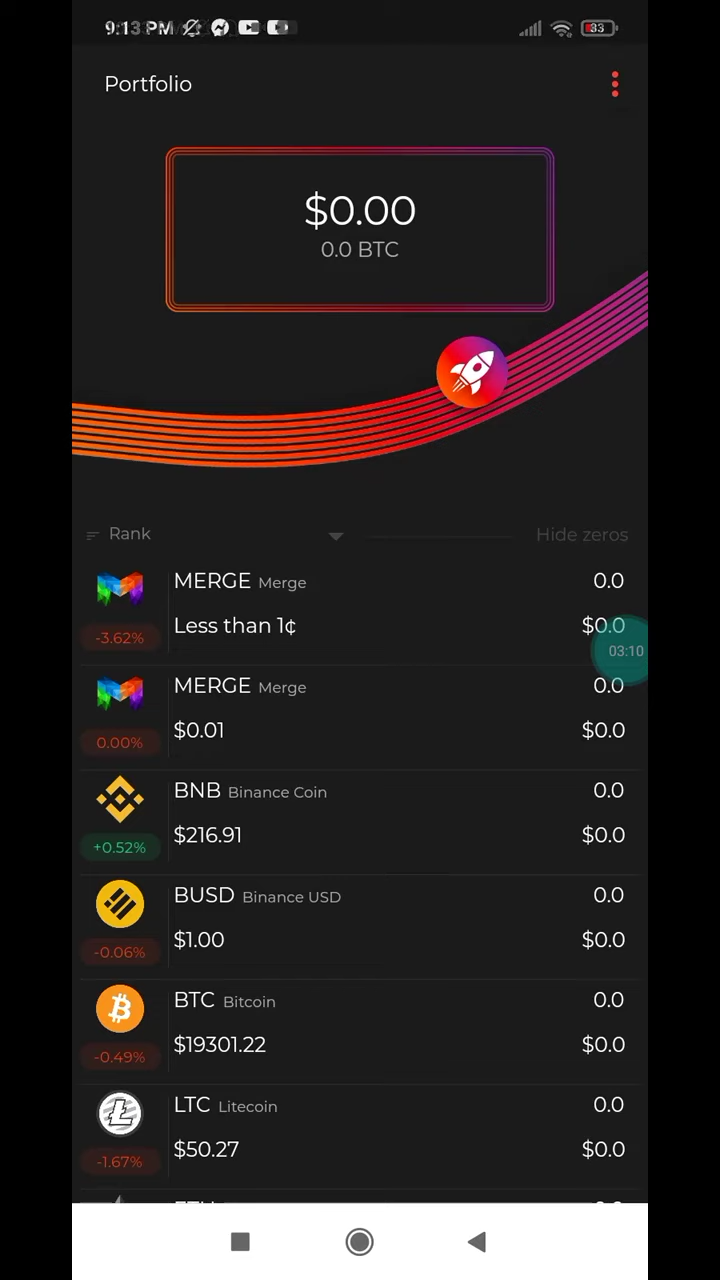 9:13 PM
33
Portfolio
$0.00
0.0 BTC
Rank
Hide zeros
MERGE Merge
0.0
-3.62%
Less than 1¢
$0.0
03:10
MERGE Merge
0.0
0.00%
$0.01
$0.0
BNB Binance Coin
0.0
+0.52%
$216.91
$0.0
BUSD Binance USD
0.0
-0.06%
$1.00
$0.0
BTC Bitcoin
0.0
-0.49%
$19301.22
$0.0
LTC Litecoin
0.0
-1.67%
$50.27
$0.0